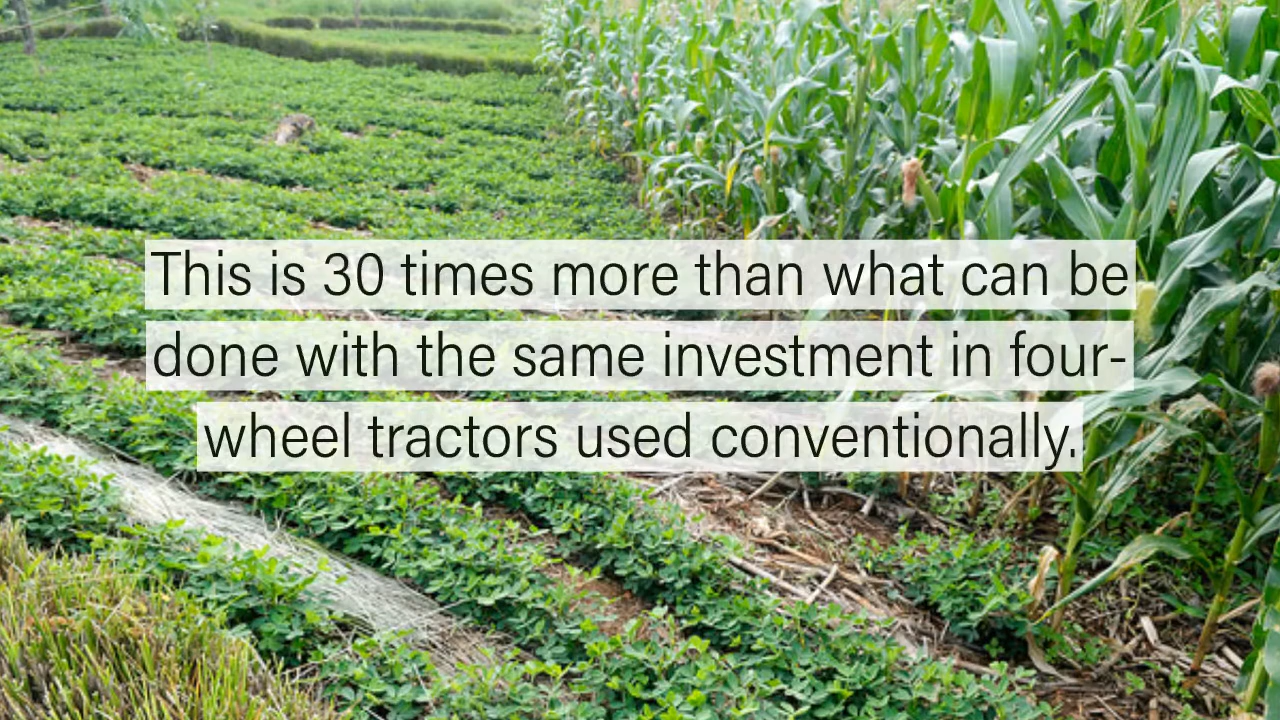 This is 30 times more than what can be
done with the same investment in four-
wheel tractors used conventionally.